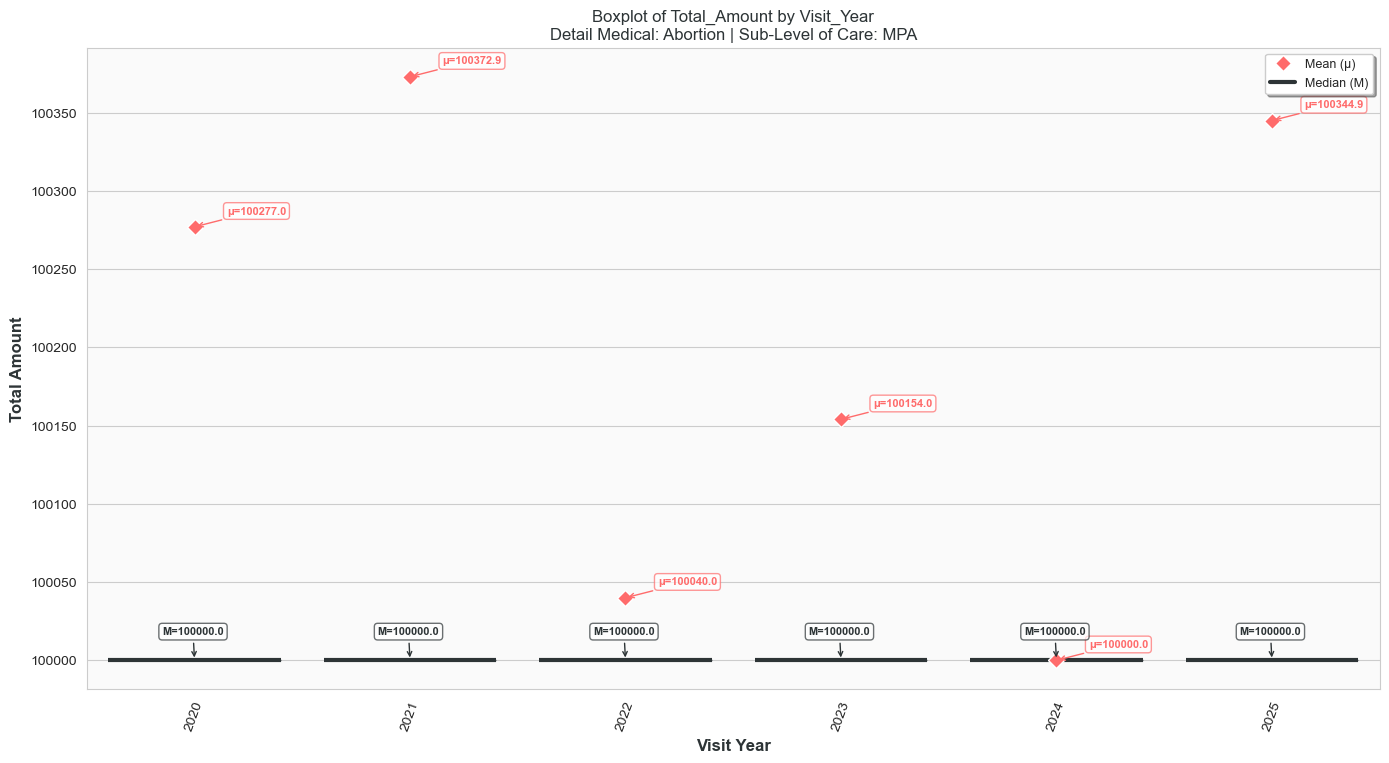 Boxplot of Total_Amount by Visit_Year
Detail Medical: Abortion | Sub-Level of Care: MPA
Mean (μ)
Median (M)
Total Amount
100350
100300
100250
100200
100150
100100
100050
100000
μ=100277.0
μ=100372.9
μ=100040.0
μ=100154.0
μ=100000.0
μ=100344.9
M=100000.0
M=100000.0
M=100000.0
M=100000.0
M=100000.0
M=100000.0
2020
2021
2022
2023
2024
2025
Visit Year